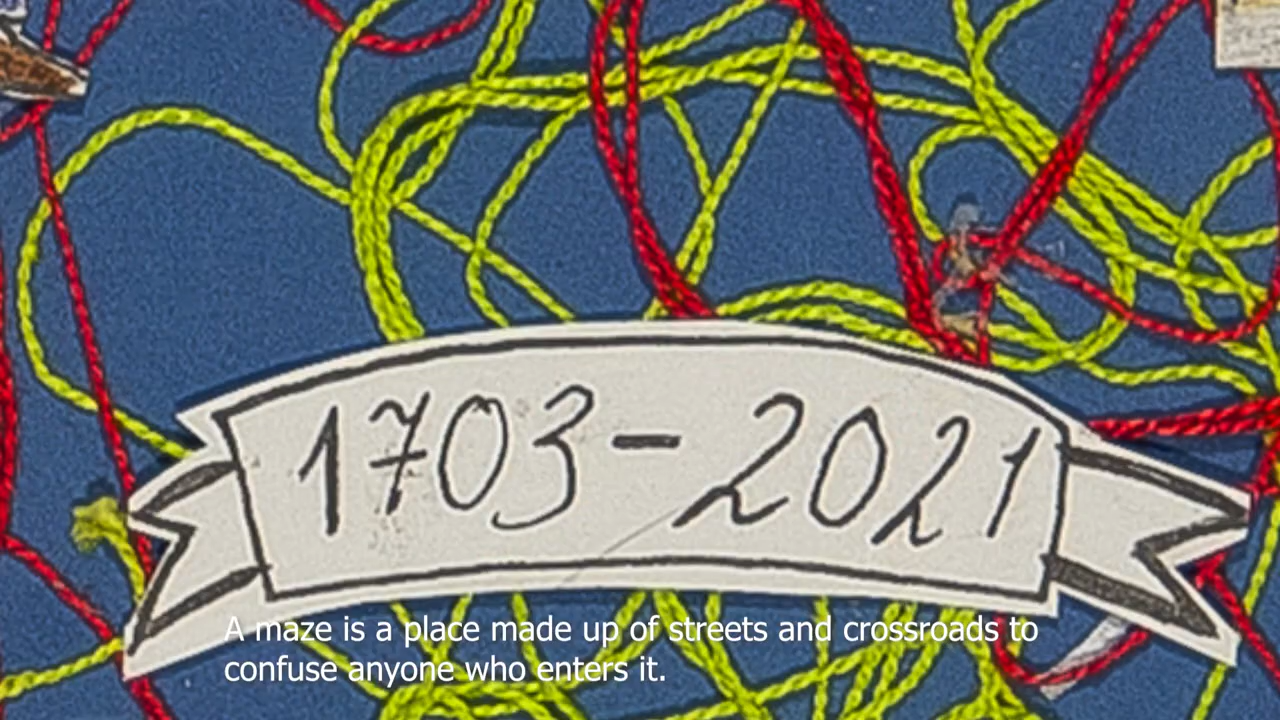 1703-2021
A maze is a place made up of streets and crossroads to
confuse anyone who enters it.